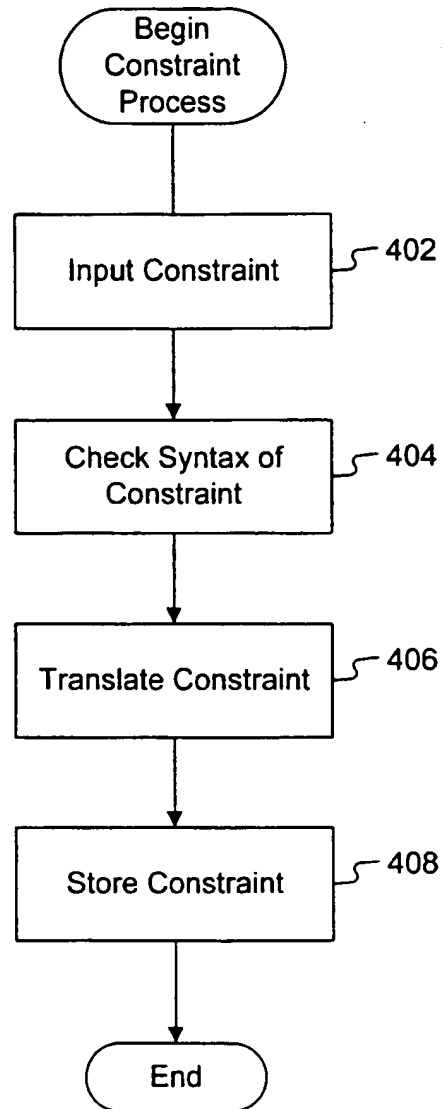 Begin
Constraint
Process
Input Constraint
402
Check Syntax of
Constraint
404
Translate Constraint
406
Store Constraint
408
End